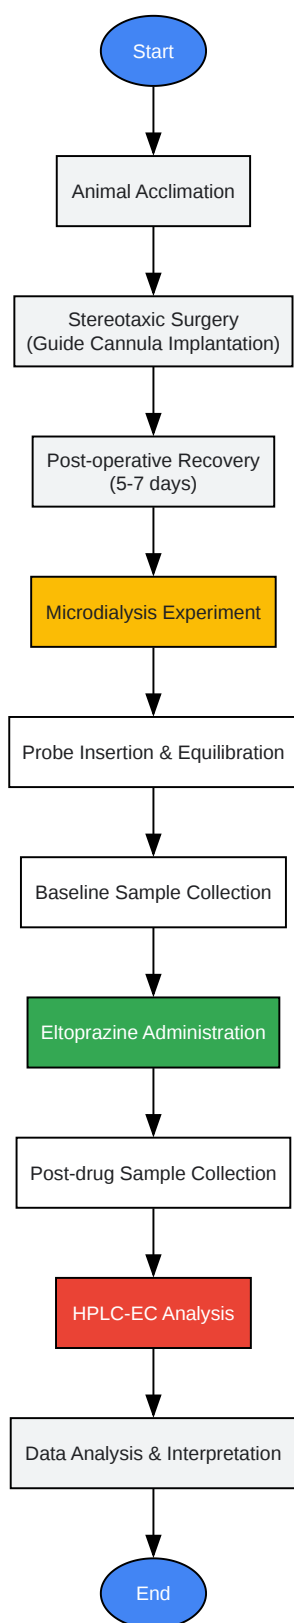 Start
Animal Acclimation
Stereotaxic Surgery
(Guide Cannula Implantation)
Post-operative Recovery
(5-7 days)
Microdialysis Experiment
Probe Insertion & Equilibration
Baseline Sample Collection
Eltoprazine Administration
Post-drug Sample Collection
HPLC-EC Analysis
Data Analysis & Interpretation
End